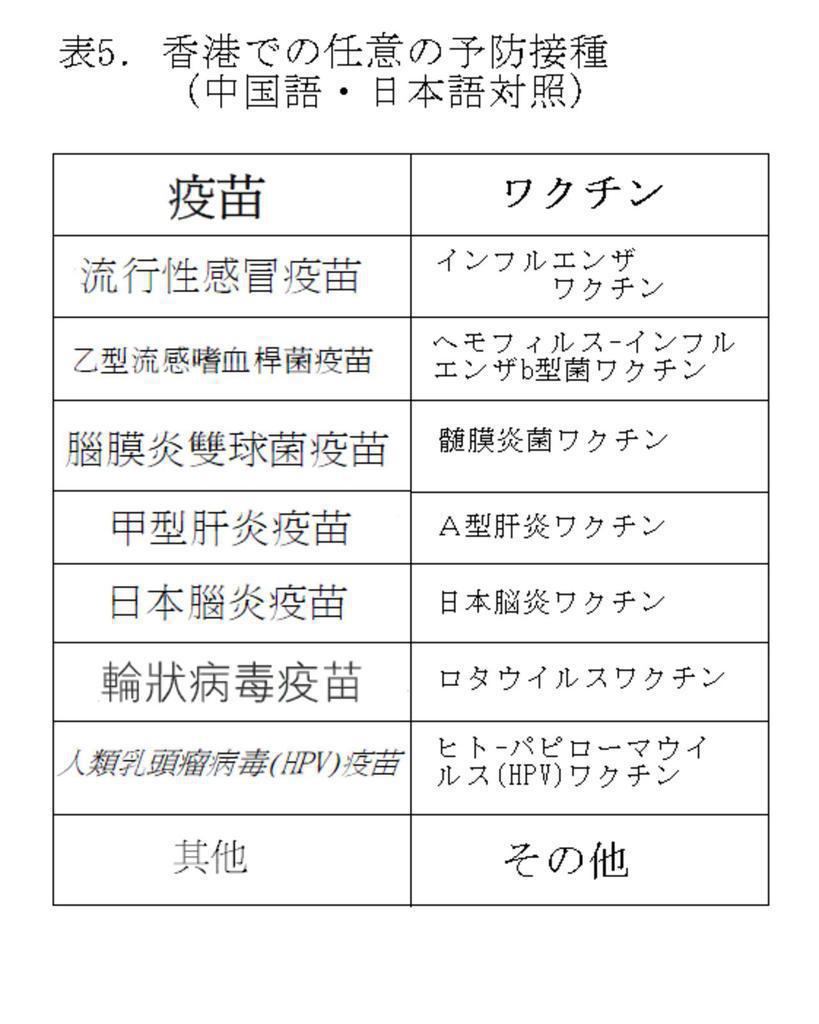 表5. 香港での任意の予防接種
(中国語・日本語対照)
疫苗
ワクチン
流行性感冒疫苗
インフルエンザ
ワクチン
乙型流感嗜血桿菌疫苗
ヘモフィルス-インフル
エンザb型菌ワクチン
腦膜炎雙球菌疫苗
髄膜炎菌ワクチン
甲型肝炎疫苗
A型肝炎ワクチン
日本腦炎疫苗
日本脳炎ワクチン
輪狀病毒疫苗
ロタウイルスワクチン
人類乳頭瘤病毒(HPV)疫苗
ヒト-パピローマウイ
ルス(HPV)ワクチン
其他
その他